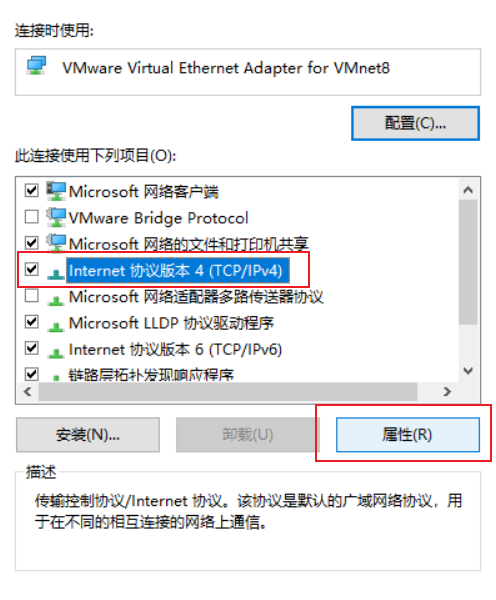 连接时使用:
VMware Virtual Ethernet Adapter for VMnet8
配置(C)...
此连接使用下列项目(O):
Microsoft 网络客户端
VMware Bridge Protocol
Microsoft 网络的文件和打印机共享
Internet 协议版本 4 (TCP/IPv4)
Microsoft 网络适配器多路传送器协议
Microsoft LLDP 协议驱动程序
Internet 协议版本 6 (TCP/IPv6)
链路层拓扑发现响应程序
安装(N)...
卸载(U)
属性(R)
描述
传输控制协议/Internet 协议。该协议是默认的广域网络协议，用
于在不同的相互连接的网络上通信。